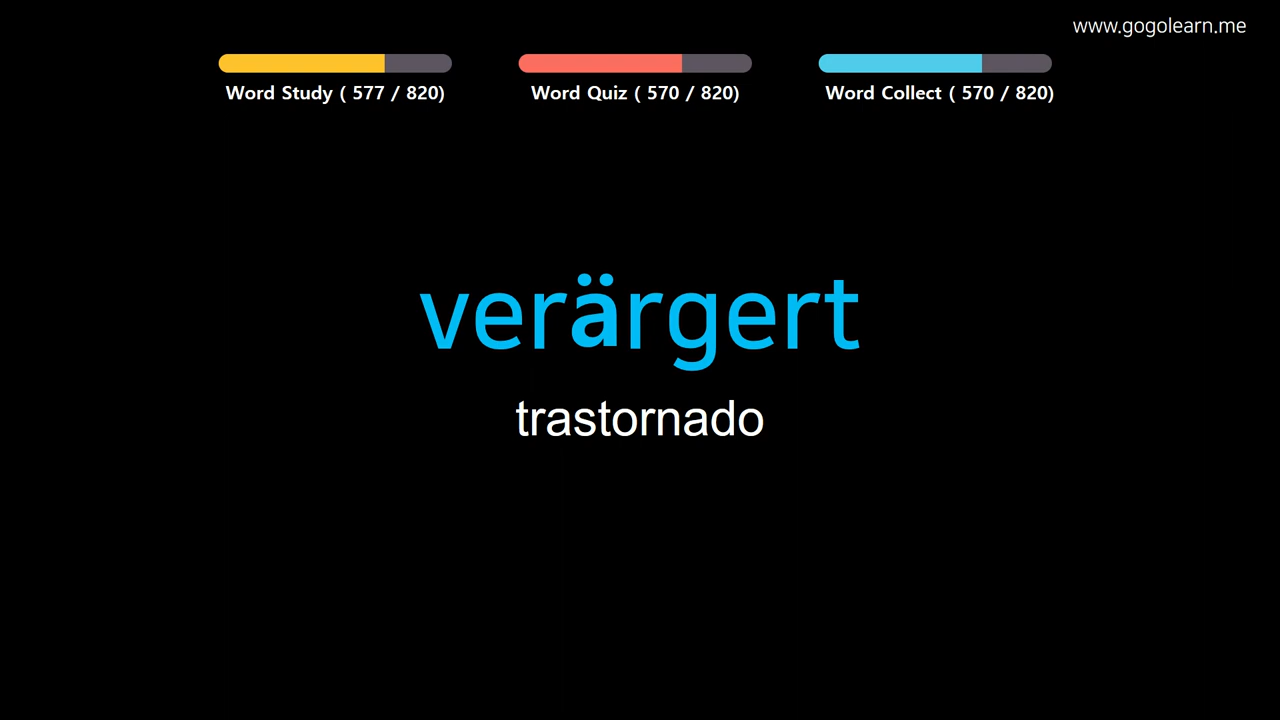 www.gogolearn.me
Word Study ( 577 / 820)
Word Quiz ( 570 / 820)
Word Collect ( 570 / 820)
verärgert
trastornado